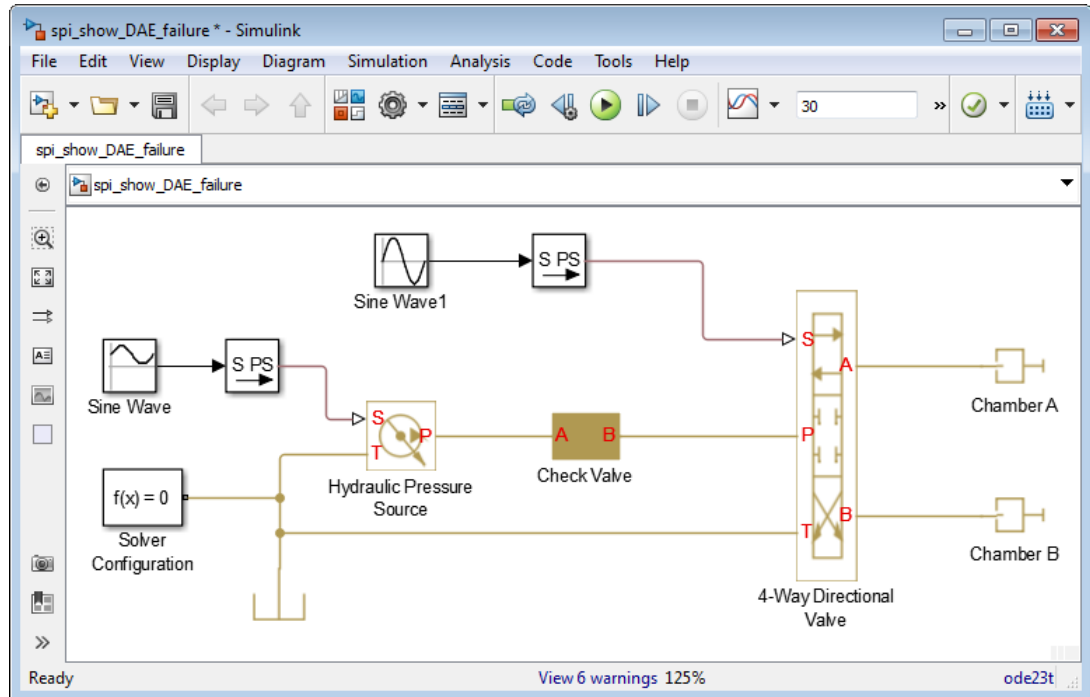 spi_show_DAE_failure * - Simulink
File Edit View Display Diagram Simulation Analysis Code Tools Help
30 »
spi_show_DAE_failure
spi_show_DAE_failure
S PS
Sine Wave1
S PS
Sine Wave
S
A
Chamber A
S
P
T
A B
P
Hydraulic Pressure
Source
Check Valve
f(x) = 0
Solver
Configuration
T
B
Chamber B
4-Way Directional
Valve
»
Ready View 6 warnings 125% ode23t